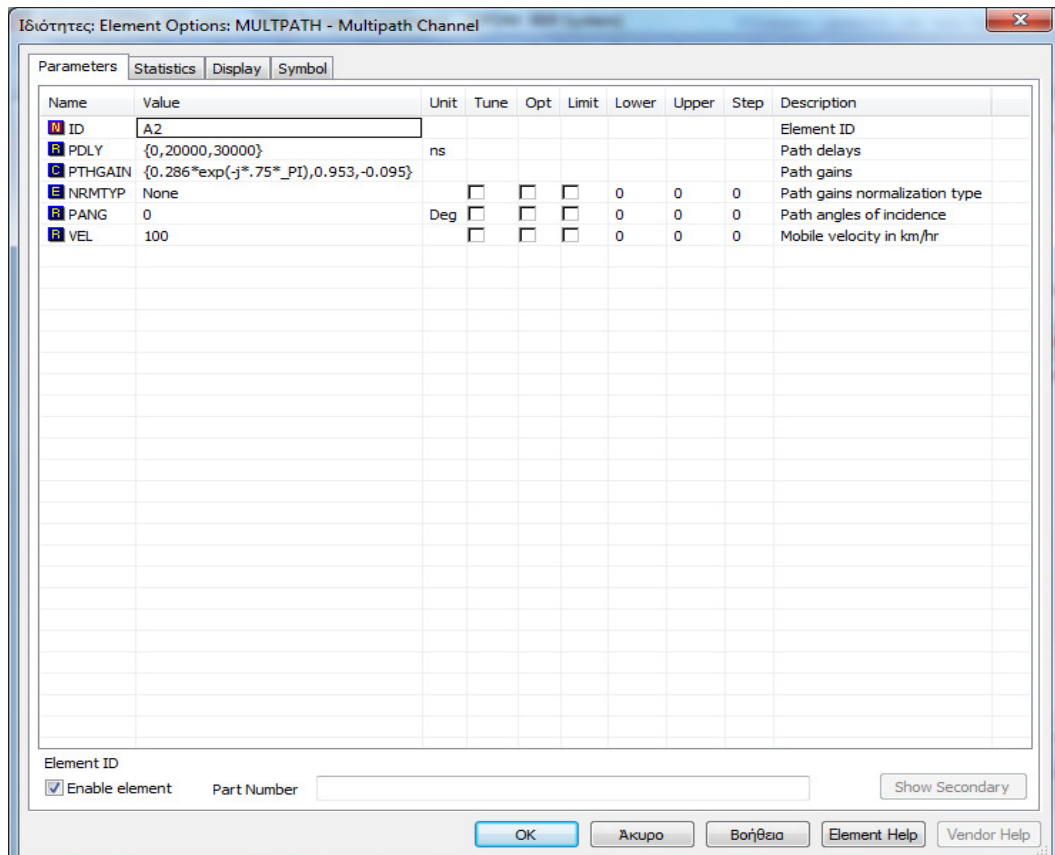 Ιδιότητες: Element Options: MULTPATH - Multipath Channel
Parameters Statistics Display Symbol
Name Value Unit Tune Opt Limit Lower Upper Step Description
N ID A2 Element ID
R PDLY {0,20000,30000} ns Path delays
C PTHGAIN {0.286*exp(-j*.75*_PI),0.953,-0.095} Path gains
E NRMTYP None 0 0 0 Path gains normalization type
R PANG 0 Deg 0 0 0 Path angles of incidence
R VEL 100 0 0 0 Mobile velocity in km/hr
Element ID
Enable element Part Number Show Secondary
OK Άκυρο Βοήθεια Element Help Vendor Help